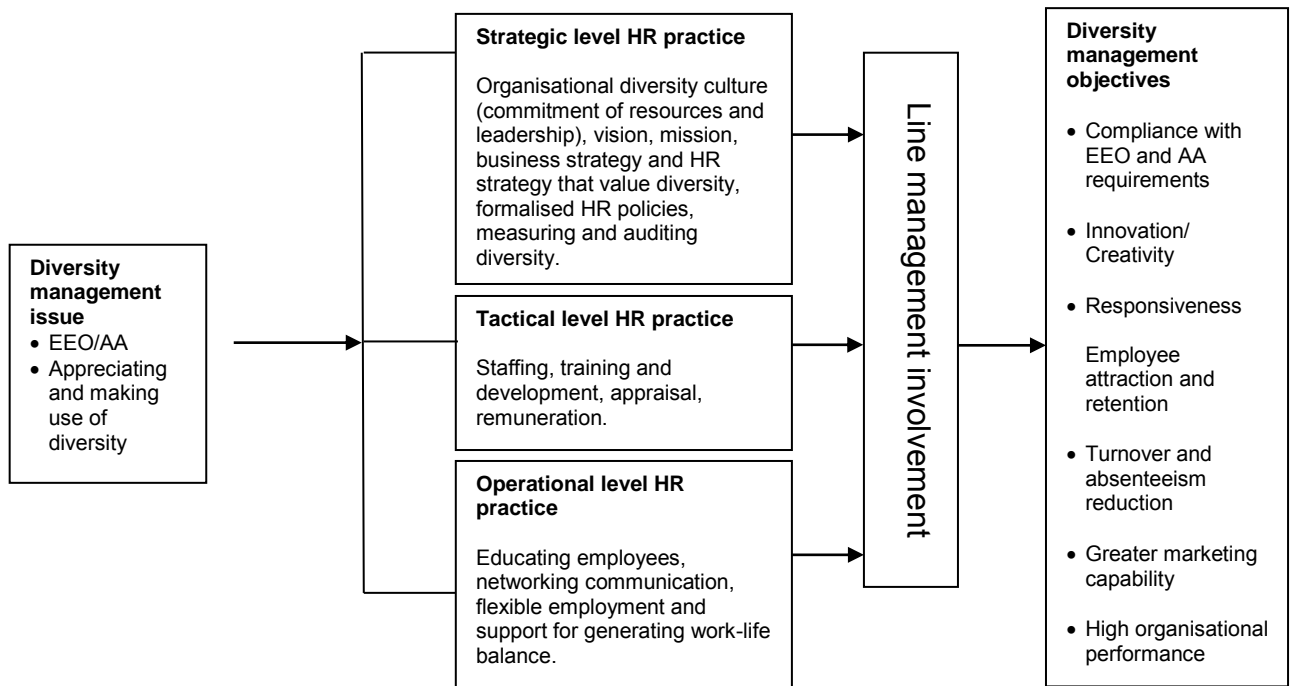 Diversity
management
issue
• EEO/AA
• Appreciating
and making
use of
diversity
Strategic level HR practice
Organisational diversity culture
(commitment of resources and
leadership), vision, mission,
business strategy and HR
strategy that value diversity,
formalised HR policies,
measuring and auditing
diversity.
Tactical level HR practice
Staffing, training and
development, appraisal,
remuneration.
Operational level HR
practice
Educating employees,
networking communication,
flexible employment and
support for generating work-life
balance.
Line management involvement
Diversity
management
objectives
• Compliance with
EEO and AA
requirements
• Innovation/
Creativity
• Responsiveness
Employee
attraction and
retention
• Turnover and
absenteeism
reduction
• Greater marketing
capability
• High organisational
performance